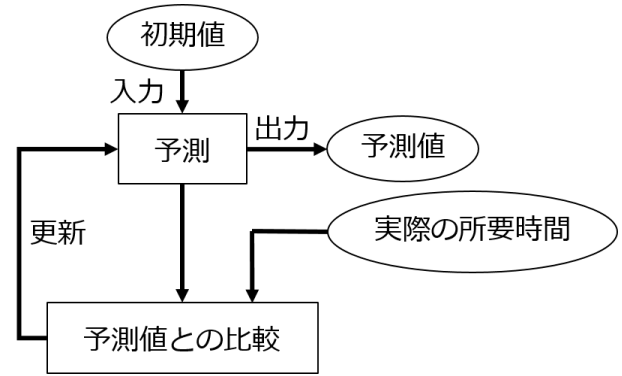 初期値
入力
予測
出力
予測値
実際の所要時間
更新
予測値との比較